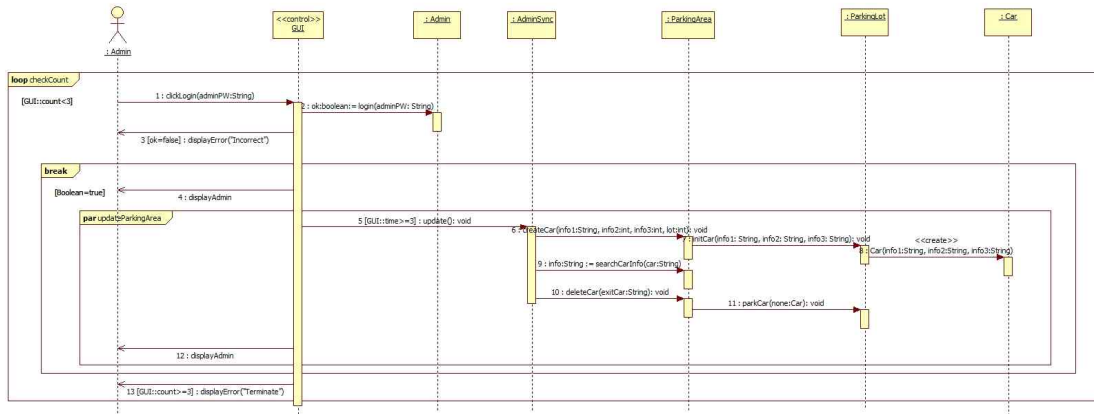 <<control>>
GUI
: Admin
: AdminSync
: ParkingArea
: ParkingLot
: Car
: Admin
loop checkCount
[GUI::count<3]
1 : clickLogin(adminPW:String)
2 : ok:boolean:= login(adminPW: String)
3 [ok=false] : displayError("Incorrect")
break
[Boolean=true]
4 : displayAdmin
par updateParkingArea
5 [GUI::time>=3] : update(): void
6 : createCar(info1:String, info2:int, info3:int, lot:int): void
7 : initCar(info1: String, info2: String, info3: String): void
<<create>>
8 : Car(info1:String, info2:String, info3:String)
9 : info:String := searchCarInfo(car:String)
10 : deleteCar(exitCar:String): void
11 : parkCar(none:Car): void
12 : displayAdmin
13 [GUI::count>=3] : displayError("Terminate")